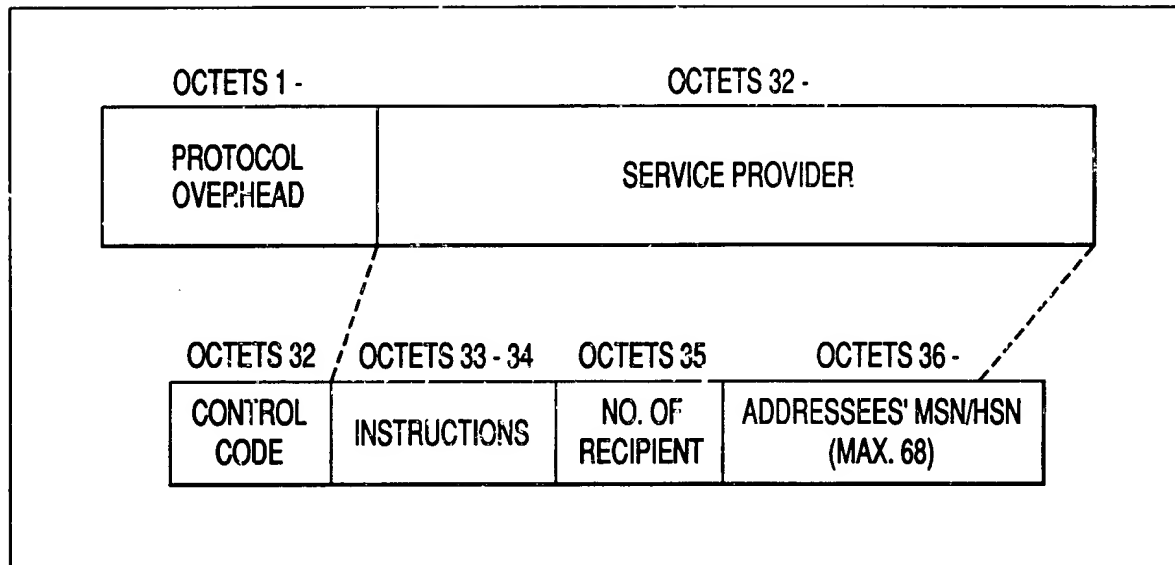 OCTETS 1 -
OCTETS 32 -
PROTOCOL
OVERHEAD
SERVICE PROVIDER
OCTETS 32
OCTETS 33 - 34
OCTETS 35
OCTETS 36 -
CONTROL
CODE
INSTRUCTIONS
NO. OF
RECIPIENT
ADDRESSEES' MSN/HSN
(MAX. 68)